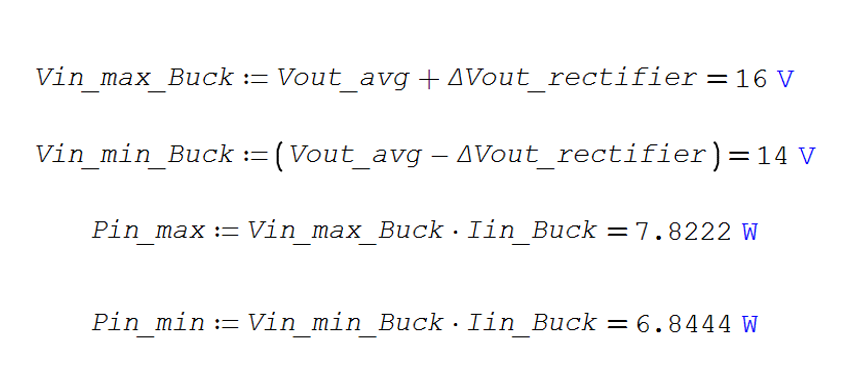 Vin_max_Buck := Vout_avg + ΔVout_rectifier = 16 V
Vin_min_Buck := (Vout_avg − ΔVout_rectifier) = 14 V
Pin_max := Vin_max_Buck · Iin_Buck = 7.8222 W
Pin_min := Vin_min_Buck · Iin_Buck = 6.8444 W